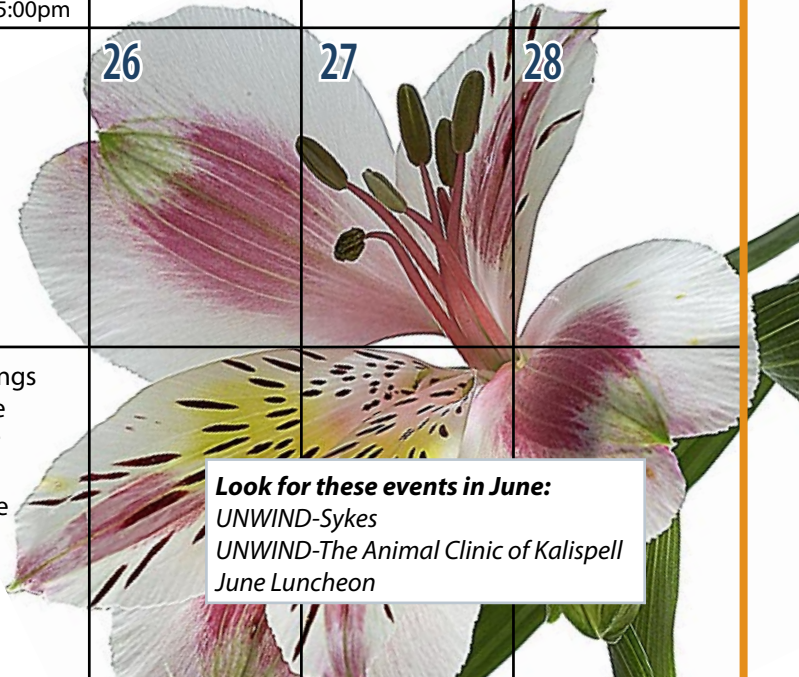 5:00pm
26 27 28
ngs
e
e
Look for these events in June:
UNWIND-Sykes
UNWIND-The Animal Clinic of Kalispell
June Luncheon